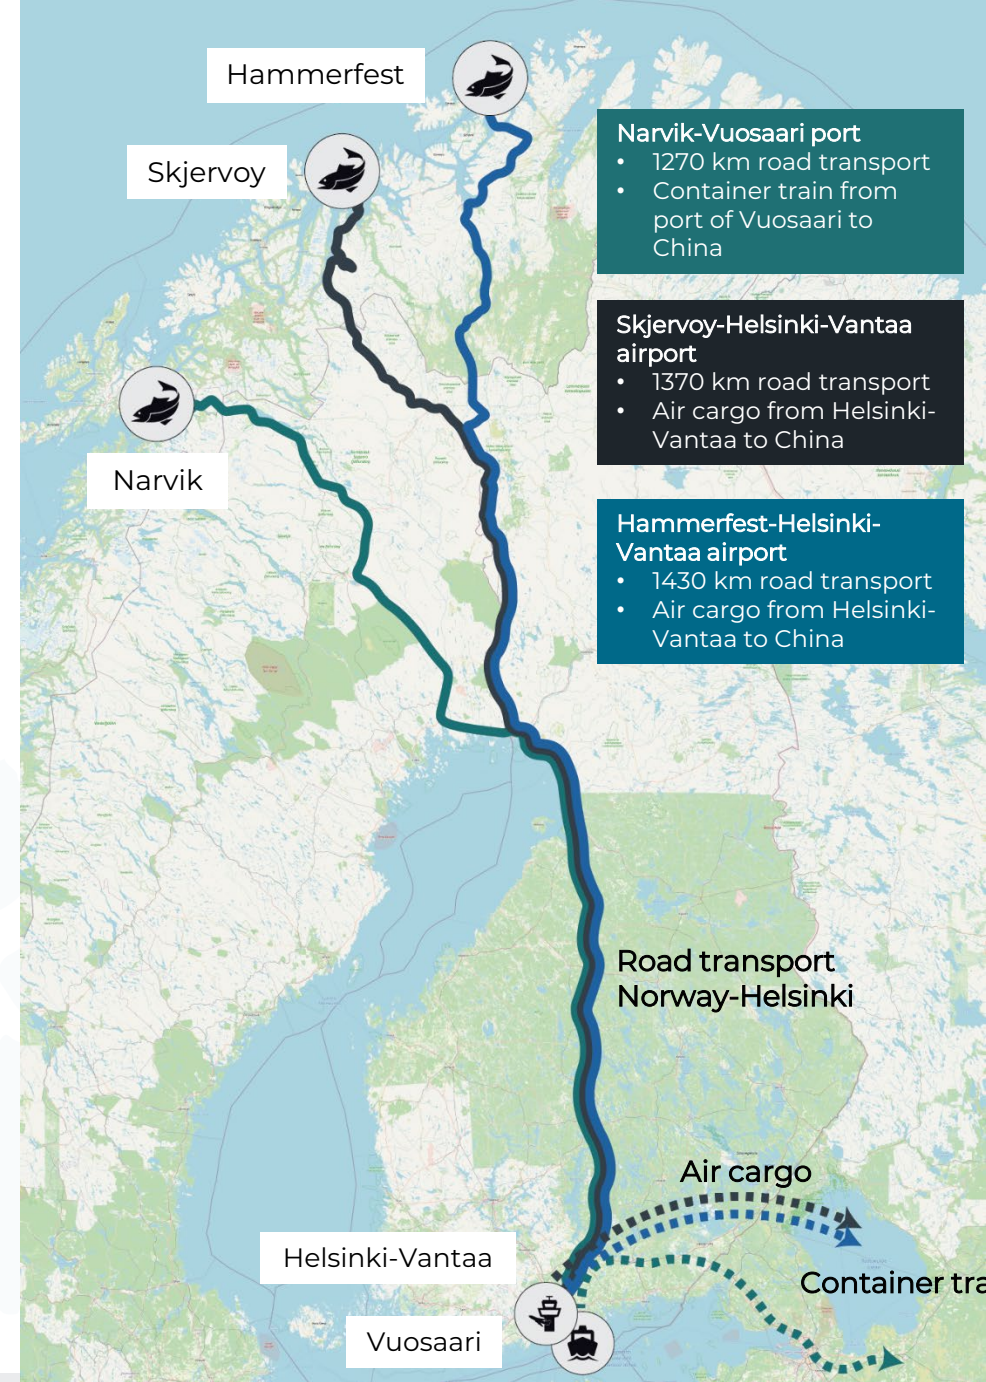 Hammerfest
Skjervoy
Narvik
Narvik-Vuosaari port
• 1270 km road transport
• Container train from
port of Vuosaari to
China
Skjervoy-Helsinki-Vantaa
airport
• 1370 km road transport
• Air cargo from Helsinki-
Vantaa to China
Hammerfest-Helsinki-
Vantaa airport
• 1430 km road transport
• Air cargo from Helsinki-
Vantaa to China
Road transport
Norway-Helsinki
Air cargo
Container tra
Helsinki-Vantaa
Vuosaari